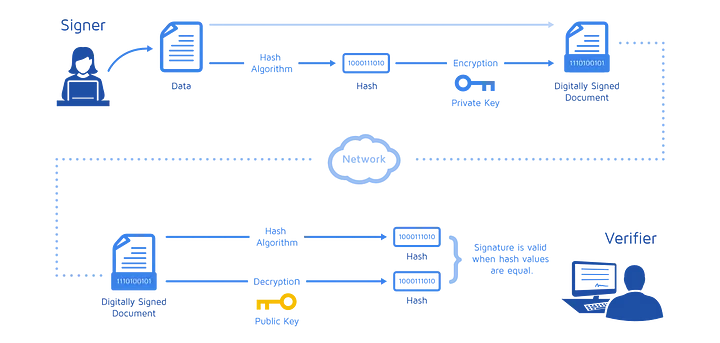 Signer
Data
Hash
Algorithm
1000111010
Hash
Encryption
Private Key
1110100101
Digitally Signed
Document
Network
1110100101
Digitally Signed
Document
Hash
Algorithm
1000111010
Hash
Decryption
Public Key
1000111010
Hash
Signature is valid
when hash values
are equal.
Verifier